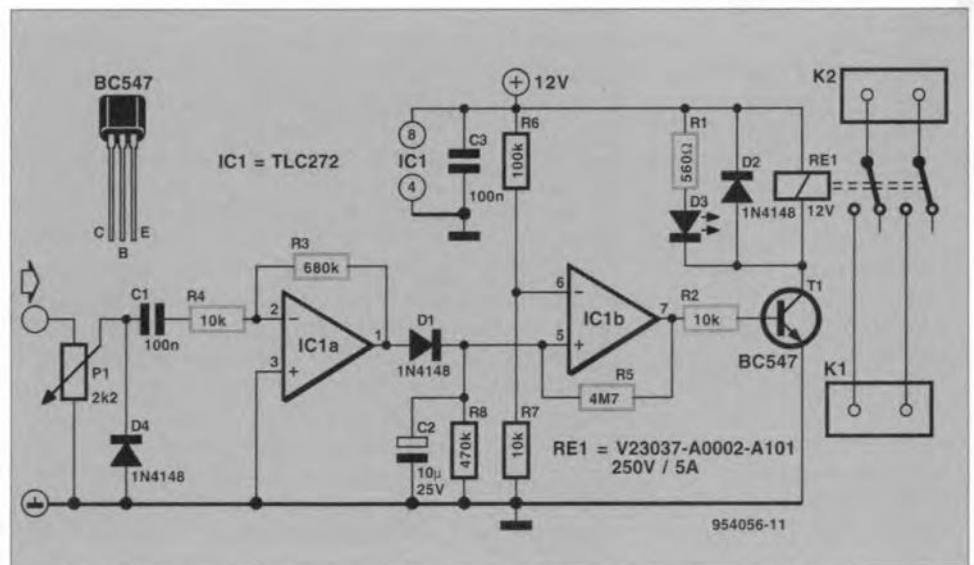 BC547
C
B
E
IC1 = TLC272
8
IC1
4
C3
100n
+
12V
R6
100k
R1
560Ω
D3
D2
1N4148
RE1
12V
K2
R3
680k
C1
100n
R4
10k
2
−
3
+
IC1a
1
D1
1N4148
6
−
5
+
IC1b
7
R2
10k
T1
BC547
R5
4M7
P1
2k2
D4
1N4148
C2
10µ
25V
R8
470k
R7
10k
RE1 = V23037-A0002-A101
250V / 5A
K1
954056-11